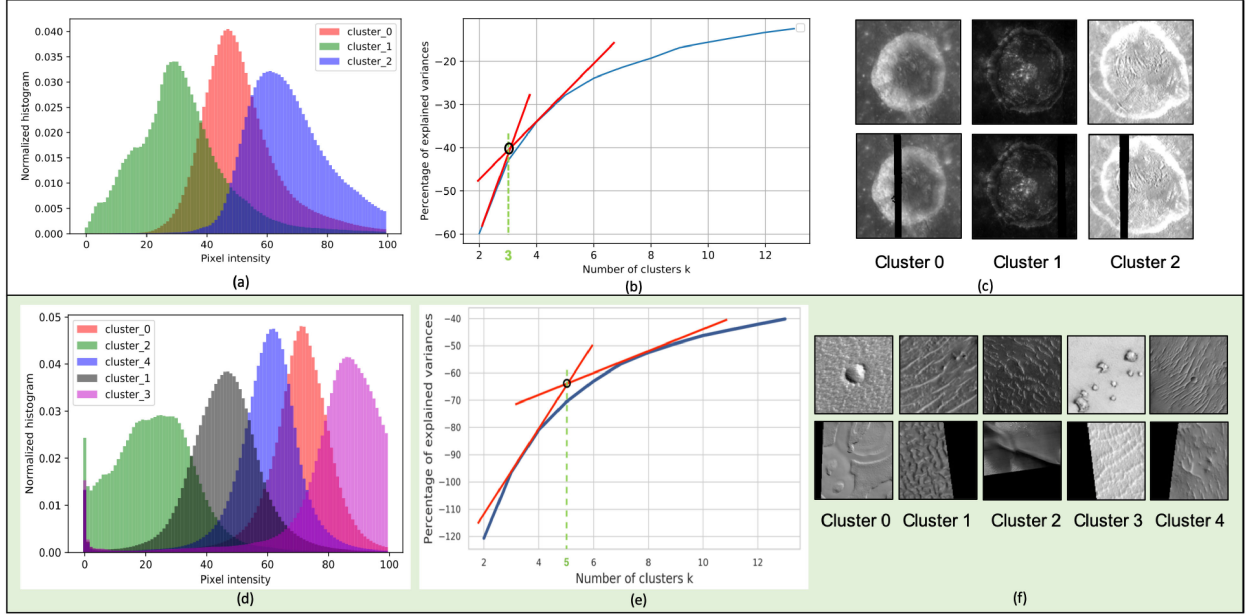 Normalized histogram
0.040
0.035
0.030
0.025
0.020
0.015
0.010
0.005
0.000
cluster_0
cluster_1
cluster_2
0 20 40 60 80 100
Pixel intensity
(a)
Percentage of explained variances
−20
−30
−40
−50
−60
2 3 4 6 8 10 12
Number of clusters k
(b)
Cluster 0 Cluster 1 Cluster 2
(c)
Normalized histogram
0.05
0.04
0.03
0.02
0.01
0.00
cluster_0
cluster_2
cluster_4
cluster_1
cluster_3
0 20 40 60 80 100
Pixel intensity
(d)
Percentage of explained variances
−40
−50
−60
−70
−80
−90
−100
−110
−120
2 4 5 6 8 10 12
Number of clusters k
(e)
Cluster 0 Cluster 1 Cluster 2 Cluster 3 Cluster 4
(f)